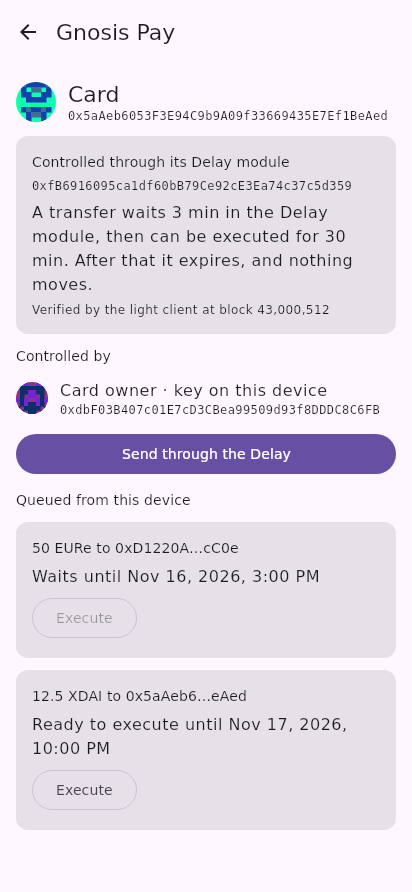 Gnosis Pay
Card
0x5aAeb6053F3E94C9b9A09f33669435E7Ef1BeAed
Controlled through its Delay module
0xfB6916095ca1df60bB79Ce92cE3Ea74c37c5d359
A transfer waits 3 min in the Delay
module, then can be executed for 30
min. After that it expires, and nothing
moves.
Verified by the light client at block 43,000,512
Controlled by
Card owner · key on this device
0xdbF03B407c01E7cD3CBea99509d93f8DDDC8C6FB
Send through the Delay
Queued from this device
50 EURe to 0xD1220A…cC0e
Waits until Nov 16, 2026, 3:00 PM
Execute
12.5 XDAI to 0x5aAeb6…eAed
Ready to execute until Nov 17, 2026,
10:00 PM
Execute